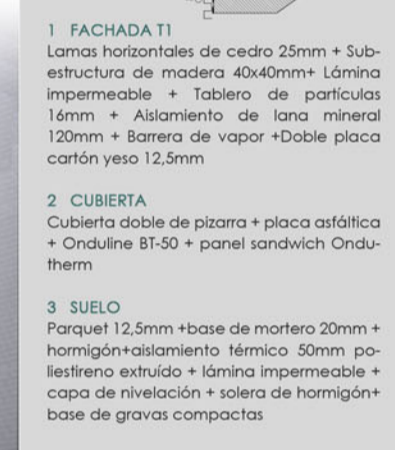 1 FACHADA T1
Lamas horizontales de cedro 25mm + Sub-
estructura de madera 40x40mm+ Lámina
impermeable + Tablero de partículas
16mm + Aislamiento de lana mineral
120mm + Barrera de vapor +Doble placa
cartón yeso 12,5mm
2 CUBIERTA
Cubierta doble de pizarra + placa asfáltica
+ Onduline BT-50 + panel sandwich Ondu-
therm
3 SUELO
Parquet 12,5mm +base de mortero 20mm +
hormigón+aislamiento térmico 50mm po-
liestireno extruído + lámina impermeable +
capa de nivelación + solera de hormigón+
base de gravas compactas